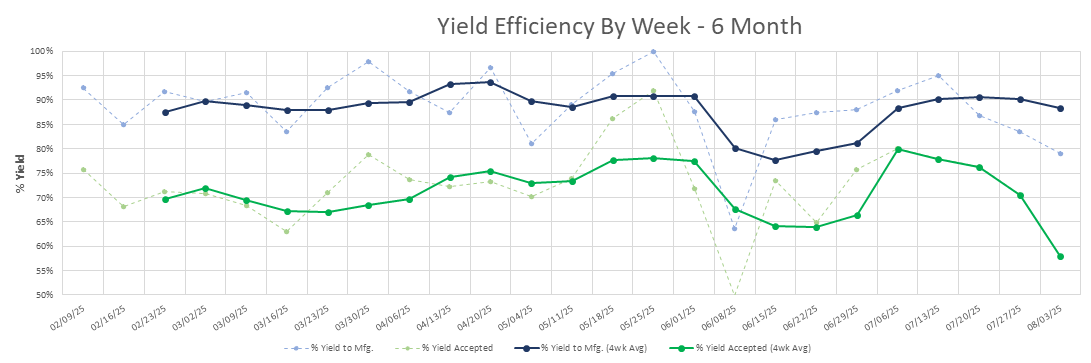 Yield Efficiency By Week - 6 Month
100%
95%
90%
85%
80%
75%
70%
65%
60%
55%
50%
% Yield
02/09/25 02/16/25 02/23/25 03/02/25 03/09/25 03/16/25 03/23/25 03/30/25 04/06/25 04/13/25 04/20/25 05/04/25 05/11/25 05/18/25 05/25/25 06/01/25 06/08/25 06/15/25 06/22/25 06/29/25 07/06/25 07/13/25 07/20/25 07/27/25 08/03/25
% Yield to Mfg. % Yield Accepted % Yield to Mfg. (4wk Avg) % Yield Accepted (4wk Avg)